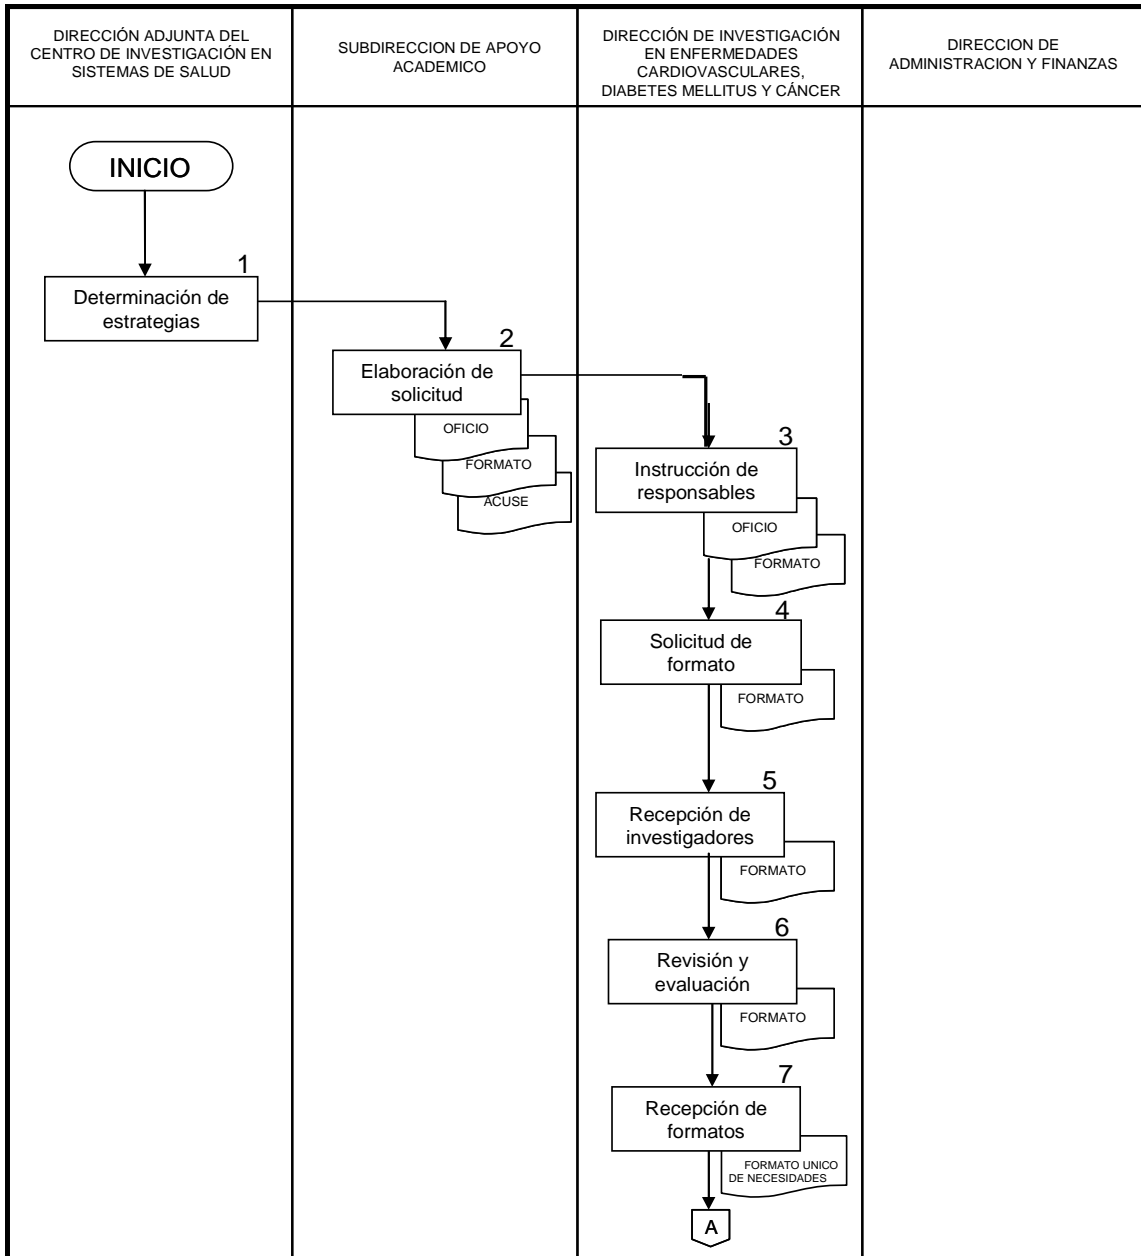 DIRECCIÓN ADJUNTA DEL
CENTRO DE INVESTIGACIÓN EN
SISTEMAS DE SALUD
SUBDIRECCION DE APOYO
ACADEMICO
DIRECCIÓN DE INVESTIGACIÓN
EN ENFERMEDADES
CARDIOVASCULARES,
DIABETES MELLITUS Y CÁNCER
DIRECCION DE
ADMINISTRACION Y FINANZAS
INICIO
1
Determinación de
estrategias
2
Elaboración de
solicitud
OFICIO
FORMATO
ACUSE
3
Instrucción de
responsables
OFICIO
FORMATO
4
Solicitud de
formato
FORMATO
5
Recepción de
investigadores
FORMATO
6
Revisión y
evaluación
FORMATO
7
Recepción de
formatos
FORMATO UNICO
DE NECESIDADES
A